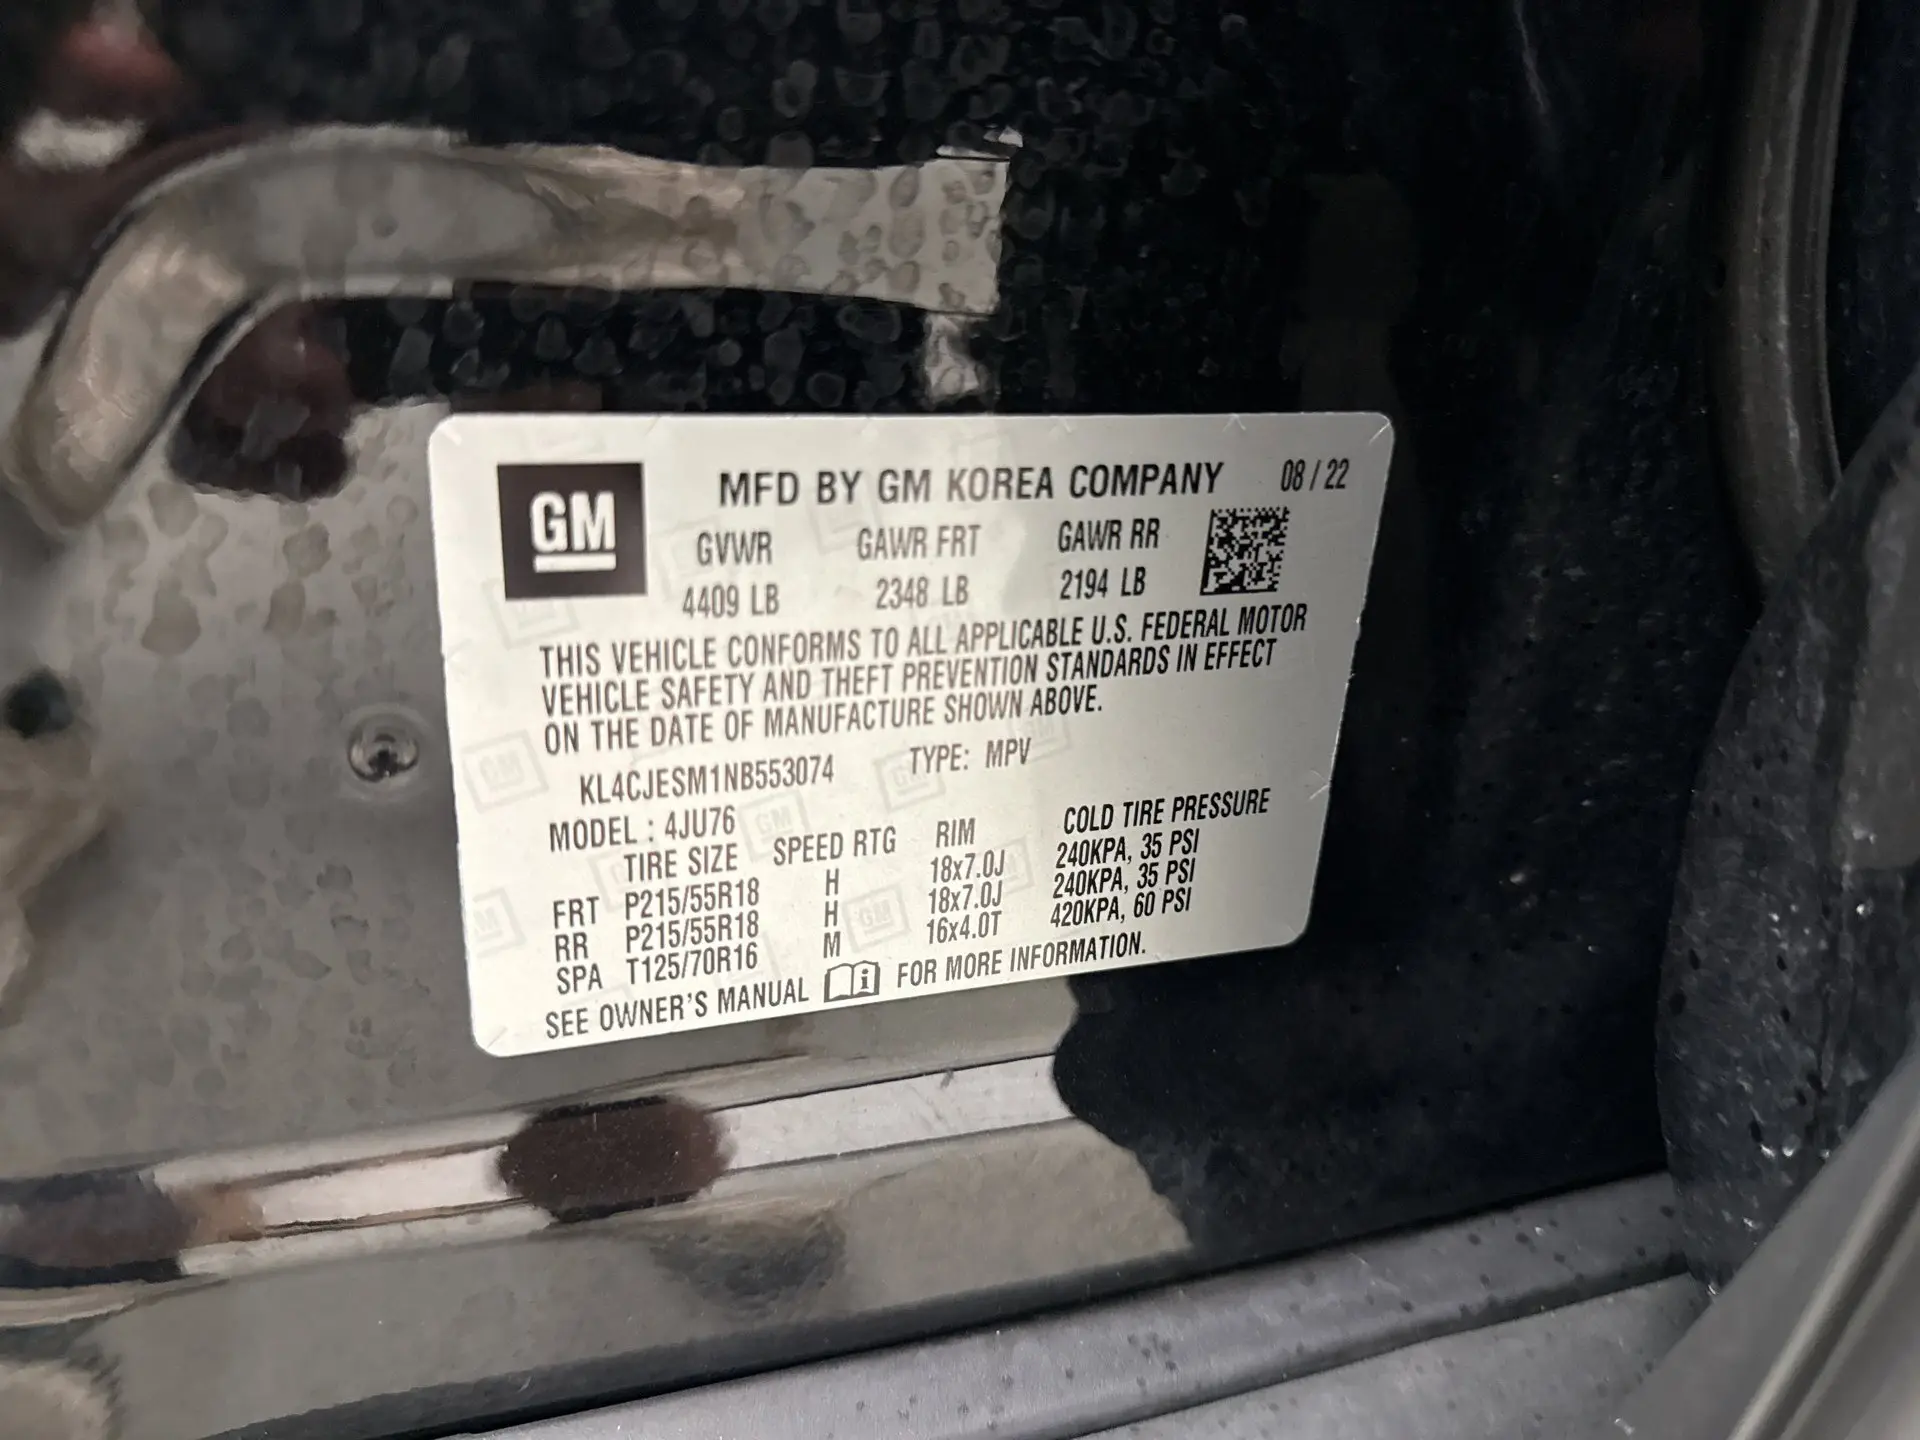 GM
MFD BY GM KOREA COMPANY 08/22
GVWR GAWR FRT GAWR RR
4409 LB 2348 LB 2194 LB
THIS VEHICLE CONFORMS TO ALL APPLICABLE U.S. FEDERAL MOTOR
VEHICLE SAFETY AND THEFT PREVENTION STANDARDS IN EFFECT
ON THE DATE OF MANUFACTURE SHOWN ABOVE.
KL4CJESM1NB553074 TYPE: MPV
MODEL : 4JU76
TIRE SIZE SPEED RTG RIM COLD TIRE PRESSURE
FRT P215/55R18 H 18x7.0J 240KPA, 35 PSI
RR P215/55R18 H 18x7.0J 240KPA, 35 PSI
SPA T125/70R16 M 16x4.0T 420KPA, 60 PSI
SEE OWNER'S MANUAL FOR MORE INFORMATION.